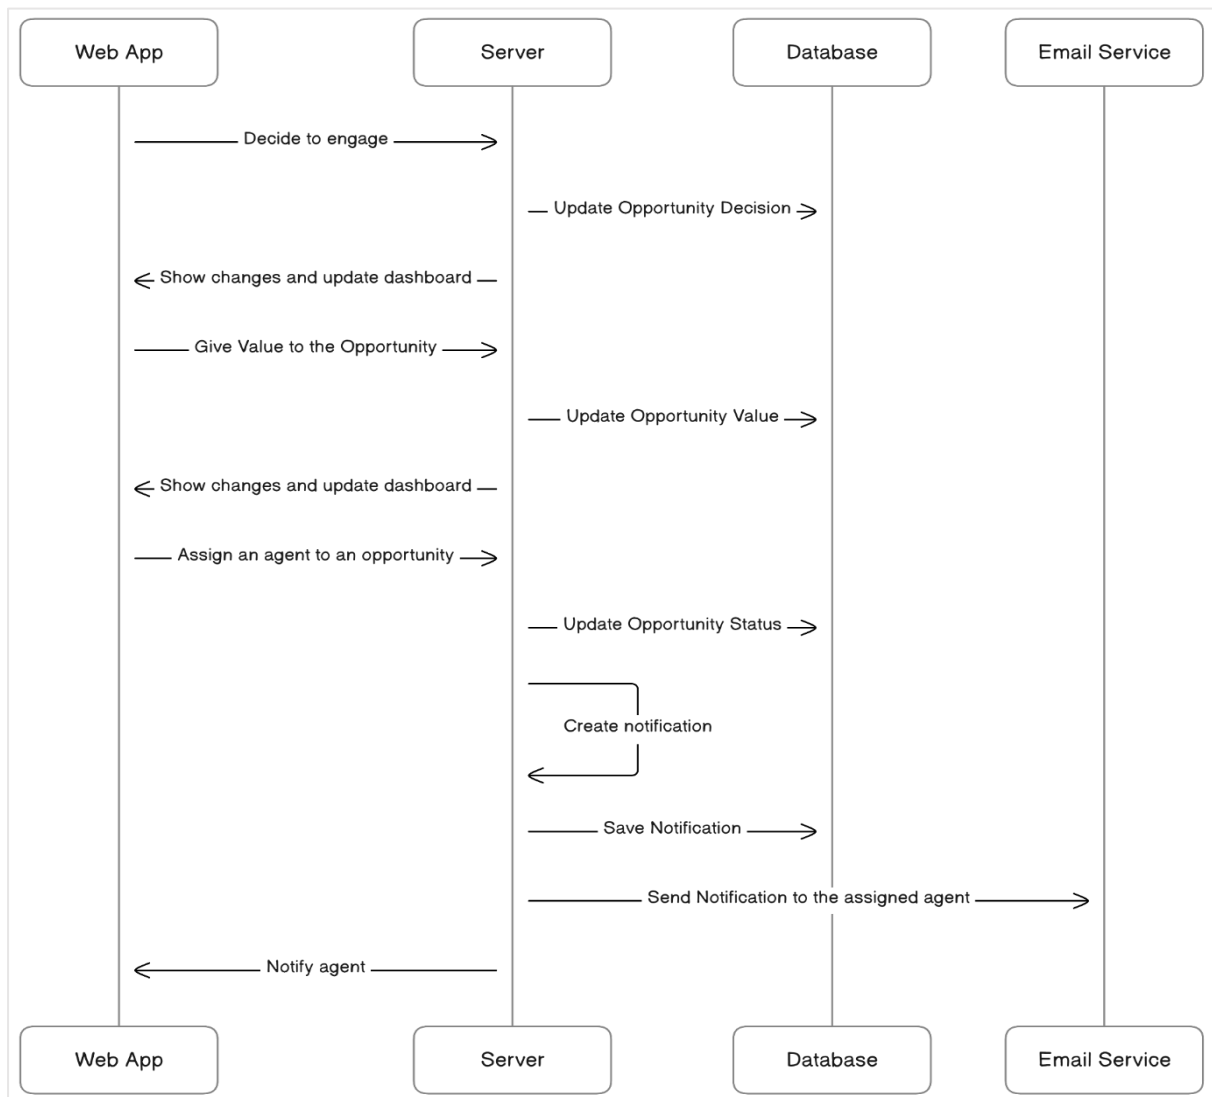 Web App
Server
Database
Email Service
Decide to engage
Update Opportunity Decision
Show changes and update dashboard
Give Value to the Opportunity
Update Opportunity Value
Show changes and update dashboard
Assign an agent to an opportunity
Update Opportunity Status
Create notification
Save Notification
Send Notification to the assigned agent
Notify agent
Web App
Server
Database
Email Service